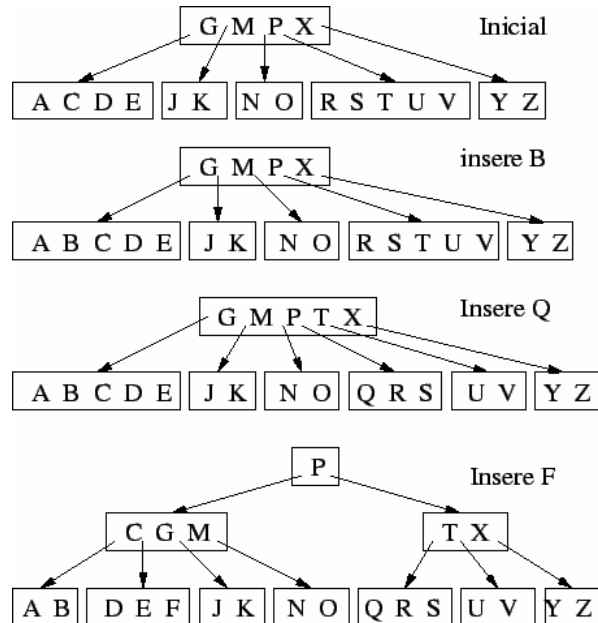 G M P X Inicial
A C D E J K N O R S T U V Y Z
insere B
G M P X
A B C D E J K N O R S T U V Y Z
Insere Q
G M P T X
A B C D E J K N O Q R S U V Y Z
P Insere F
C G M T X
A B D E F J K N O Q R S U V Y Z